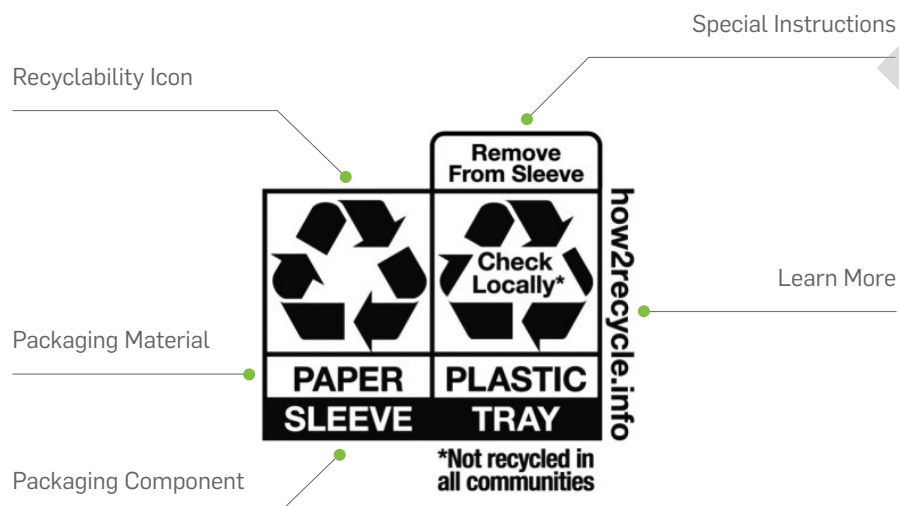 Special Instructions
Recyclability Icon
Remove
From Sleeve
how2recycle.info
Check
Locally*
Learn More
Packaging Material
PAPER
PLASTIC
SLEEVE
TRAY
*Not recycled in
all communities
Packaging Component